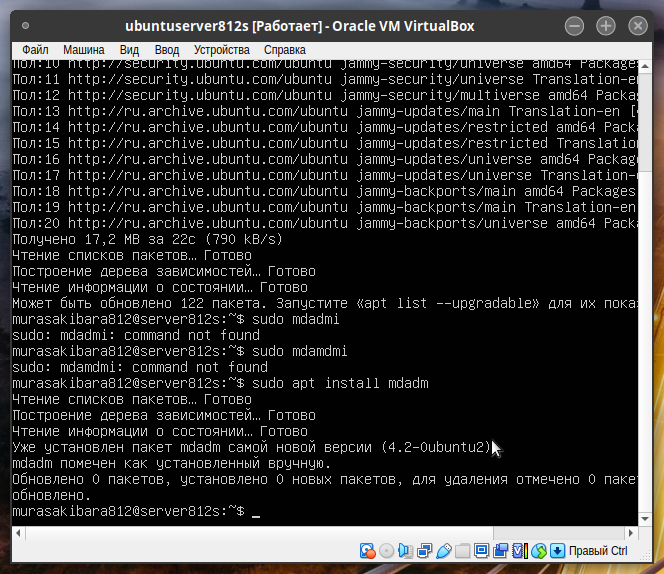 ubuntuserver812s [Работает] - Oracle VM VirtualBox
Файл Машина Вид Ввод Устройства Справка
Пол:10 http://security.ubuntu.com/ubuntu jammy-security/universe amd64 Packages
Пол:11 http://security.ubuntu.com/ubuntu jammy-security/universe Translation-en
Пол:12 http://security.ubuntu.com/ubuntu jammy-security/multiverse amd64 Packa
Пол:13 http://ru.archive.ubuntu.com/ubuntu jammy-updates/main Translation-en [
Пол:14 http://ru.archive.ubuntu.com/ubuntu jammy-updates/restricted amd64 Pack
Пол:15 http://ru.archive.ubuntu.com/ubuntu jammy-updates/restricted Translatio
Пол:16 http://ru.archive.ubuntu.com/ubuntu jammy-updates/universe amd64 Packag
Пол:17 http://ru.archive.ubuntu.com/ubuntu jammy-updates/universe Translation-
Пол:18 http://ru.archive.ubuntu.com/ubuntu jammy-backports/main amd64 Packages
Пол:19 http://ru.archive.ubuntu.com/ubuntu jammy-backports/main Translation-en
Пол:20 http://ru.archive.ubuntu.com/ubuntu jammy-backports/universe amd64 Pack
Получено 17,2 MB за 22с (790 kB/s)
Чтение списков пакетов… Готово
Построение дерева зависимостей… Готово
Чтение информации о состоянии… Готово
Может быть обновлено 122 пакета. Запустите «apt list --upgradable» для их показ
murasakibara812@server812s:~$ sudo mdadmi
sudo: mdadmi: command not found
murasakibara812@server812s:~$ sudo mdamdmi
sudo: mdamdmi: command not found
murasakibara812@server812s:~$ sudo apt install mdadm
Чтение списков пакетов… Готово
Построение дерева зависимостей… Готово
Чтение информации о состоянии… Готово
Уже установлен пакет mdadm самой новой версии (4.2-0ubuntu2).
mdadm помечен как установленный вручную.
Обновлено 0 пакетов, установлено 0 новых пакетов, для удаления отмечено 0 пакет
обновлено.
murasakibara812@server812s:~$ _
Правый Ctrl